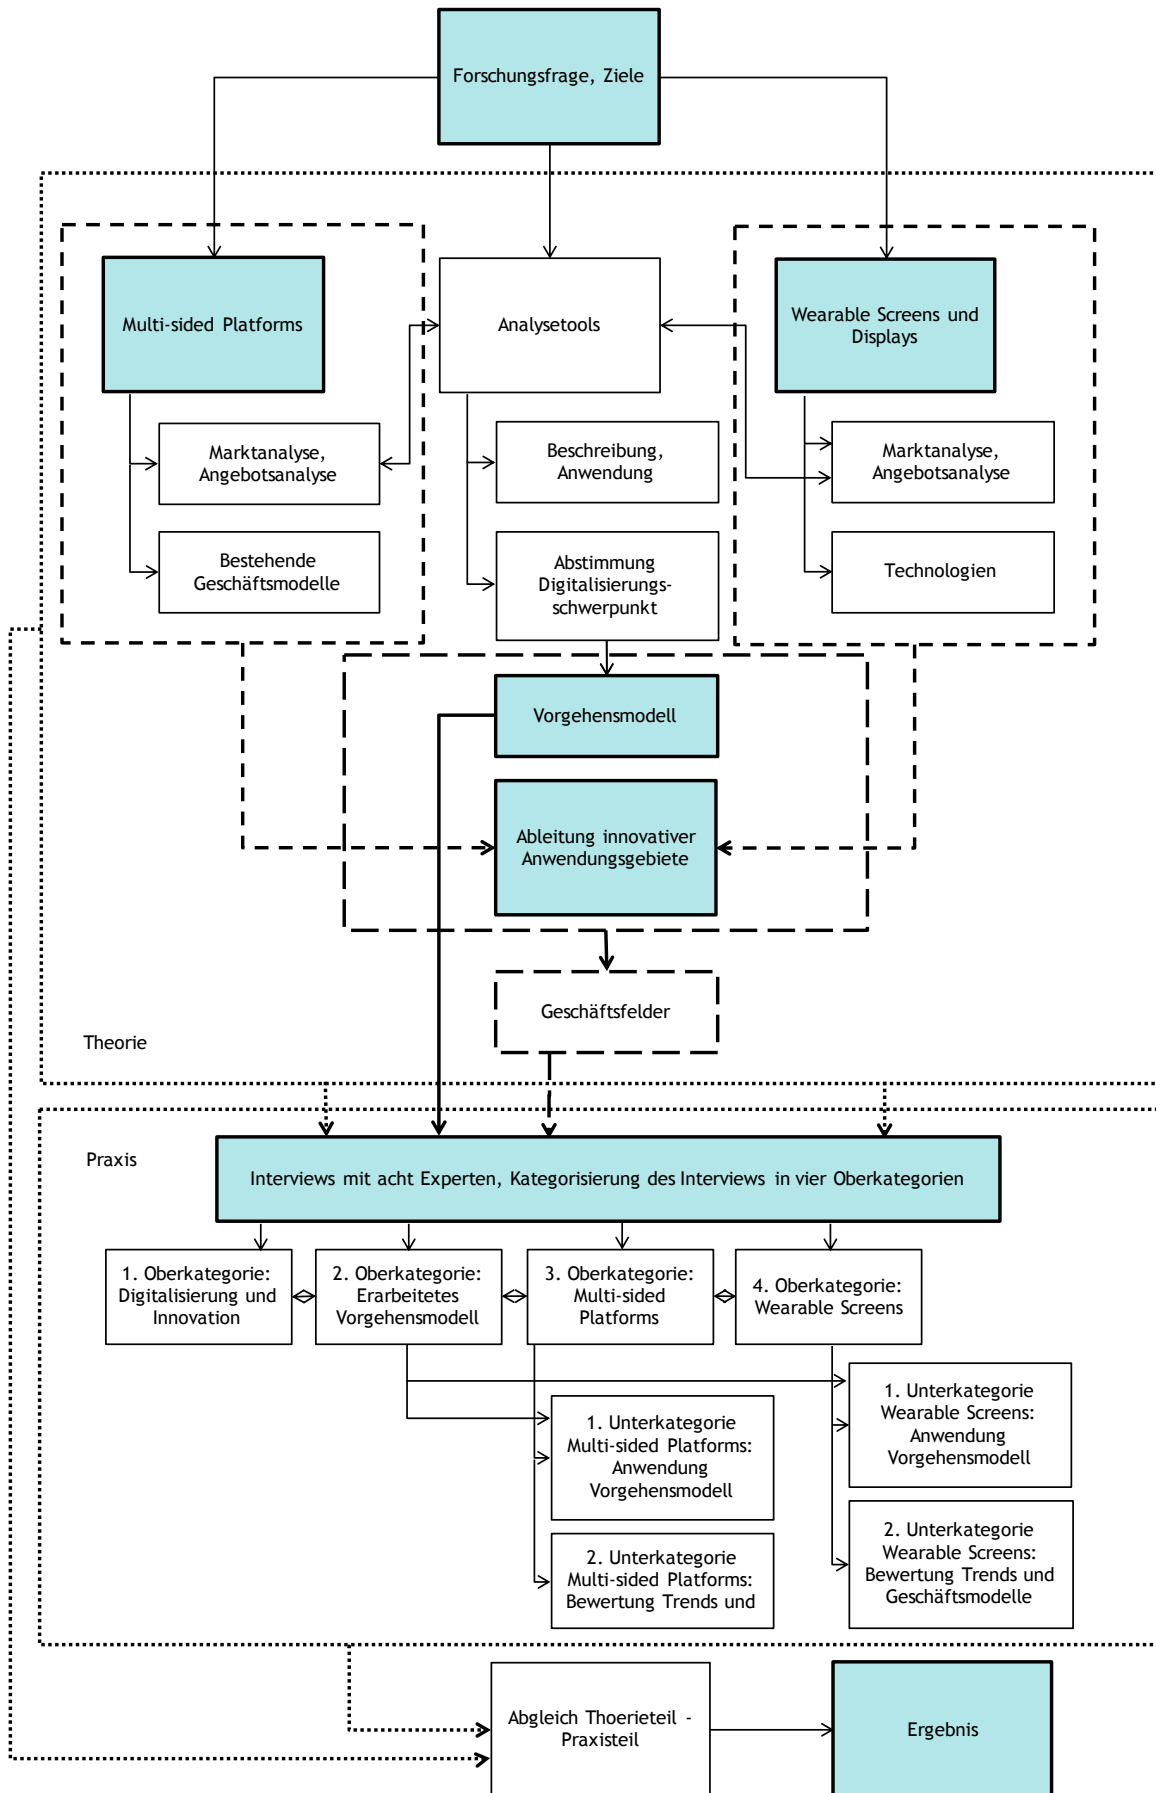 Forschungsfrage, Ziele
Multi-sided Platforms
Analysetools
Wearable Screens und
Displays
Marktanalyse,
Angebotsanalyse
Beschreibung,
Anwendung
Marktanalyse,
Angebotsanalyse
Bestehende
Geschäftsmodelle
Abstimmung
Digitalisierungs-
schwerpunkt
Technologien
Vorgehensmodell
Ableitung innovativer
Anwendungsgebiete
Geschäftsfelder
Theorie
Praxis
Interviews mit acht Experten, Kategorisierung des Interviews in vier Oberkategorien
1. Oberkategorie:
Digitalisierung und
Innovation
2. Oberkategorie:
Erarbeitetes
Vorgehensmodell
3. Oberkategorie:
Multi-sided
Platforms
4. Oberkategorie:
Wearable Screens
1. Unterkategorie
Multi-sided Platforms:
Anwendung
Vorgehensmodell
1. Unterkategorie
Wearable Screens:
Anwendung
Vorgehensmodell
2. Unterkategorie
Multi-sided Platforms:
Bewertung Trends und
2. Unterkategorie
Wearable Screens:
Bewertung Trends und
Geschäftsmodelle
Abgleich Thoerieteil -
Praxisteil
Ergebnis